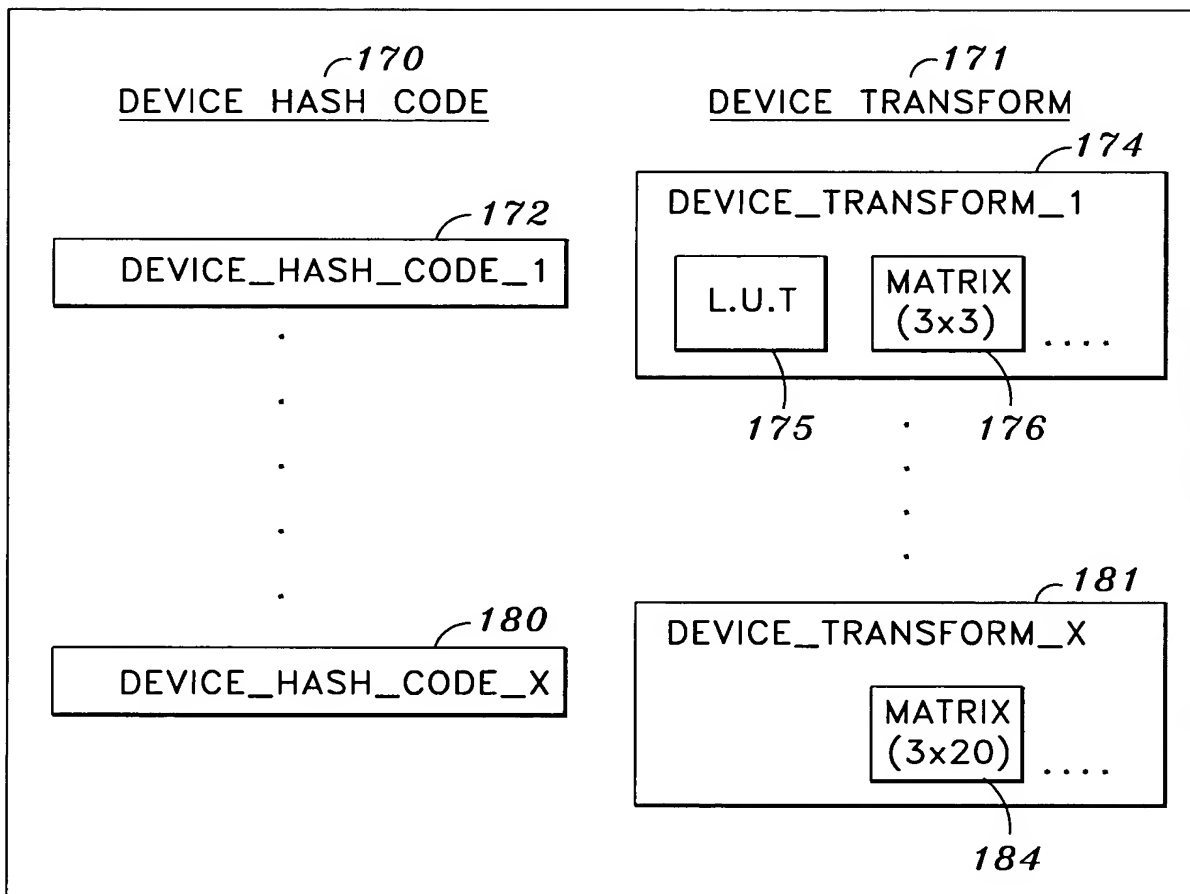 170 171
DEVICE HASH CODE DEVICE TRANSFORM
174
DEVICE_TRANSFORM_1
172
DEVICE_HASH_CODE_1
L.U.T MATRIX
(3x3) ....
175 176
181
180 DEVICE_TRANSFORM_X
DEVICE_HASH_CODE_X
MATRIX
(3x20) ....
184